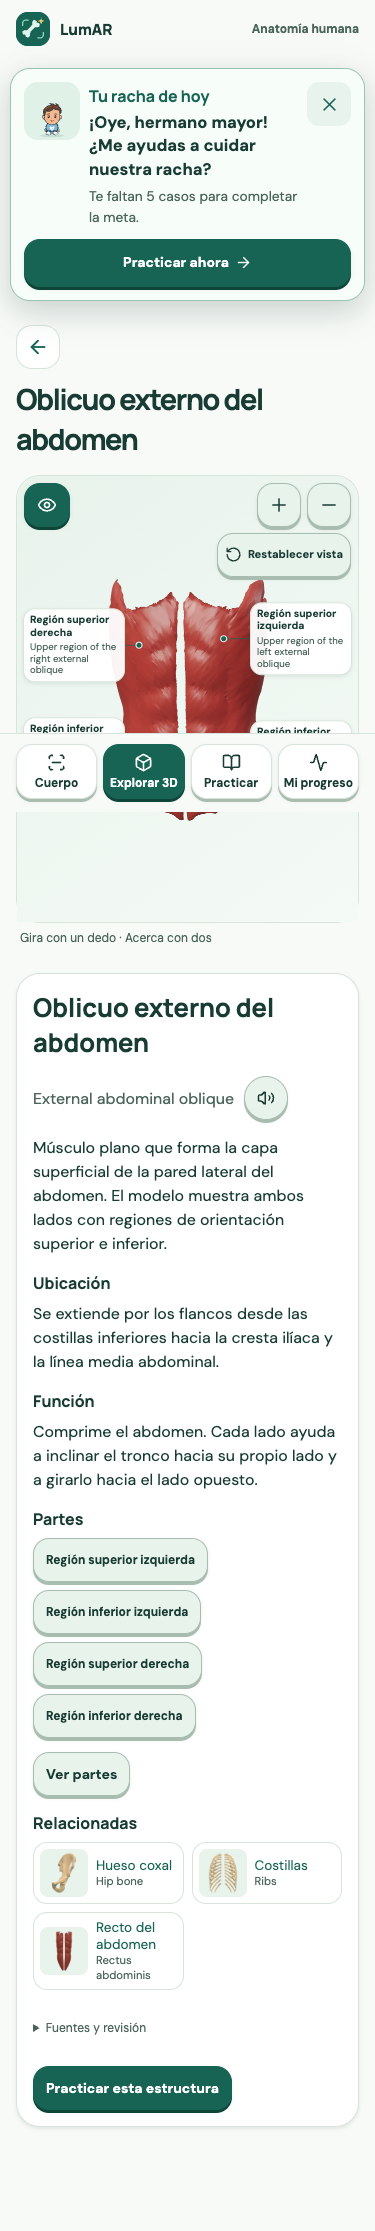 LumAR
Anatomía humana
Tu racha de hoy
¡Oye, hermano mayor!
¿Me ayudas a cuidar
nuestra racha?
Te faltan 5 casos para completar
la meta.
Practicar ahora
Oblicuo externo del
abdomen
Restablecer vista
Región superior
derecha
Upper region of the
right external
oblique
Región superior
izquierda
Upper region of the
left external
oblique
Región inferior
Región inferior
Cuerpo
Explorar 3D
Practicar
Mi progreso
Gira con un dedo · Acerca con dos
Oblicuo externo del
abdomen
External abdominal oblique
Músculo plano que forma la capa
superficial de la pared lateral del
abdomen. El modelo muestra ambos
lados con regiones de orientación
superior e inferior.
Ubicación
Se extiende por los flancos desde las
costillas inferiores hacia la cresta ilíaca y
la línea media abdominal.
Función
Comprime el abdomen. Cada lado ayuda
a inclinar el tronco hacia su propio lado y
a girarlo hacia el lado opuesto.
Partes
Región superior izquierda
Región inferior izquierda
Región superior derecha
Región inferior derecha
Ver partes
Relacionadas
Hueso coxal
Hip bone
Costillas
Ribs
Recto del
abdomen
Rectus
abdominis
Fuentes y revisión
Practicar esta estructura